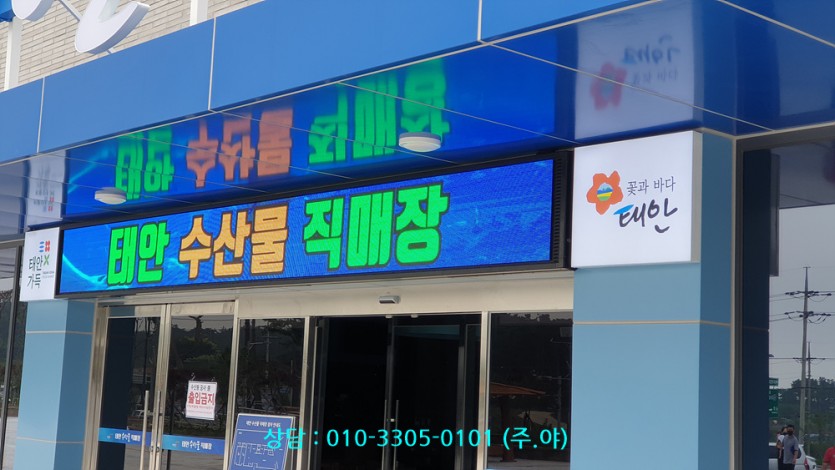 태안 수산물 직매장
꽃과 바다
태안
태안
가득
출입금지
상담 : 010-3305-0101 (주.야)